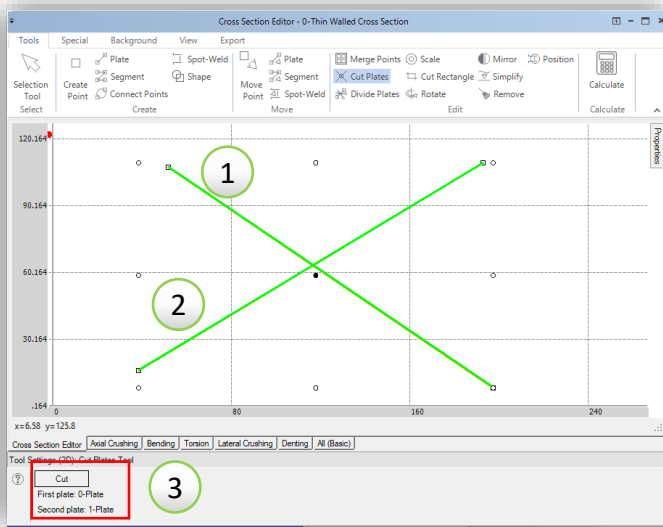 Cross Section Editor - 0-Thin Walled Cross Section
Tools Special Background View Export
Selection Tool
Create Point
Plate
Segment
Connect Points
Spot-Weld
Shape
Move Point
Plate
Segment
Spot-Weld
Merge Points
Cut Plates
Divide Plates
Scale
Cut Rectangle
Rotate
Mirror
Simplify
Remove
Position
Calculate
Select Create Move Edit Calculate
Properties
120.164
90.164
60.164
30.164
.164
0 80 160 240
1
2
x=6.58 y=125.8
Cross Section Editor Axial Crushing Bending Torsion Lateral Crushing Denting All (Basic)
Tool Settings (2D): Cut Plates Tool
? Cut
First plate: 0-Plate
Second plate: 1-Plate
3